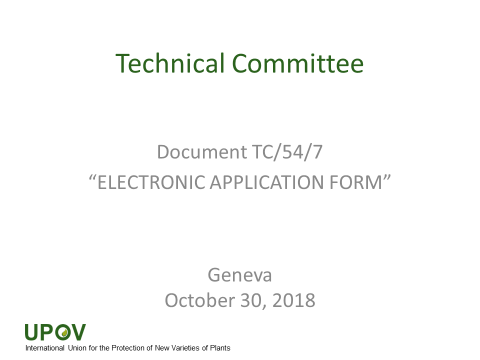 Technical Committee
Document TC/54/7
“ELECTRONIC APPLICATION FORM”
Geneva
October 30, 2018
UPOV
International Union for the Protection of New Varieties of Plants